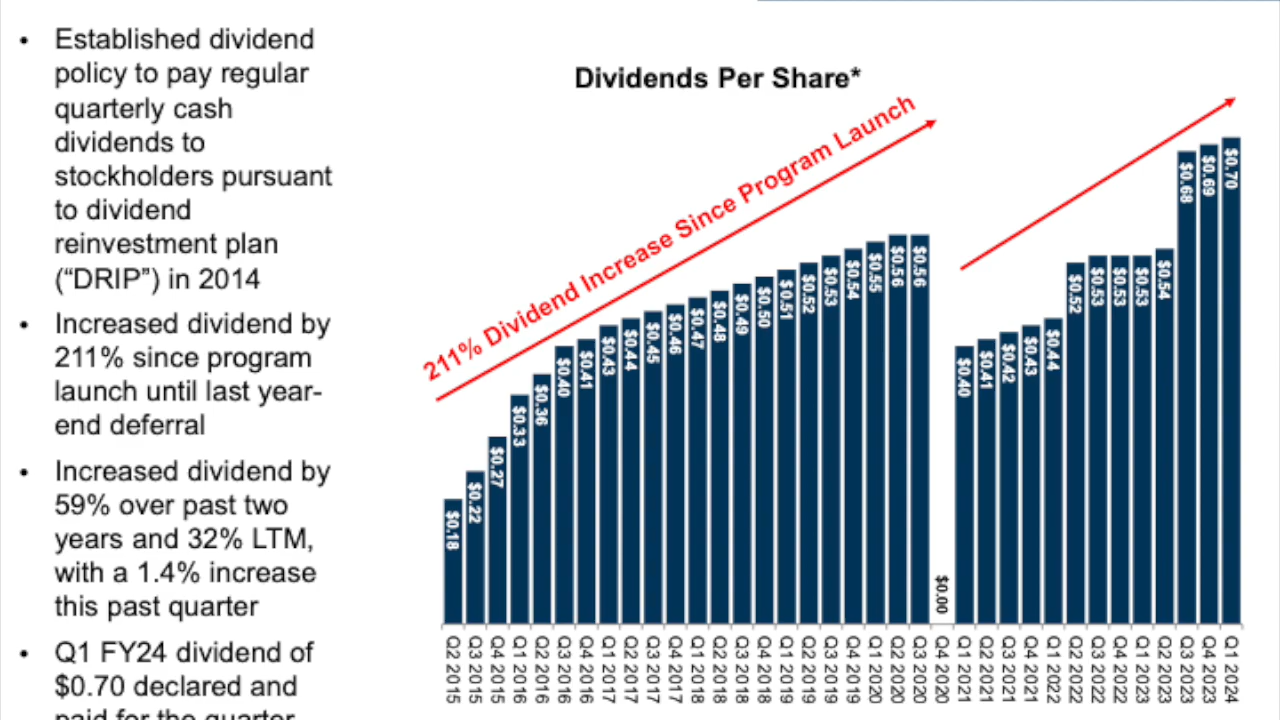 • Established dividend
policy to pay regular
quarterly cash
dividends to
stockholders pursuant
to dividend
reinvestment plan
(“DRIP”) in 2014
• Increased dividend by
211% since program
launch until last year-
end deferral
• Increased dividend by
59% over past two
years and 32% LTM,
with a 1.4% increase
this past quarter
• Q1 FY24 dividend of
$0.70 declared and
paid for the quarter
Dividends Per Share*
211% Dividend Increase Since Program Launch
$0.18
$0.22
$0.27
$0.33
$0.36
$0.40
$0.41
$0.43
$0.44
$0.45
$0.46
$0.47
$0.48
$0.49
$0.50
$0.51
$0.52
$0.53
$0.54
$0.55
$0.56
$0.56
$0.00
$0.40
$0.41
$0.42
$0.43
$0.44
$0.52
$0.53
$0.53
$0.53
$0.54
$0.68
$0.69
$0.70
Q2 2015
Q3 2015
Q4 2015
Q1 2016
Q2 2016
Q3 2016
Q4 2016
Q1 2017
Q2 2017
Q3 2017
Q4 2017
Q1 2018
Q2 2018
Q3 2018
Q4 2018
Q1 2019
Q2 2019
Q3 2019
Q4 2019
Q1 2020
Q2 2020
Q3 2020
Q4 2020
Q1 2021
Q2 2021
Q3 2021
Q4 2021
Q1 2022
Q2 2022
Q3 2022
Q4 2022
Q1 2023
Q2 2023
Q3 2023
Q4 2023
Q1 2024